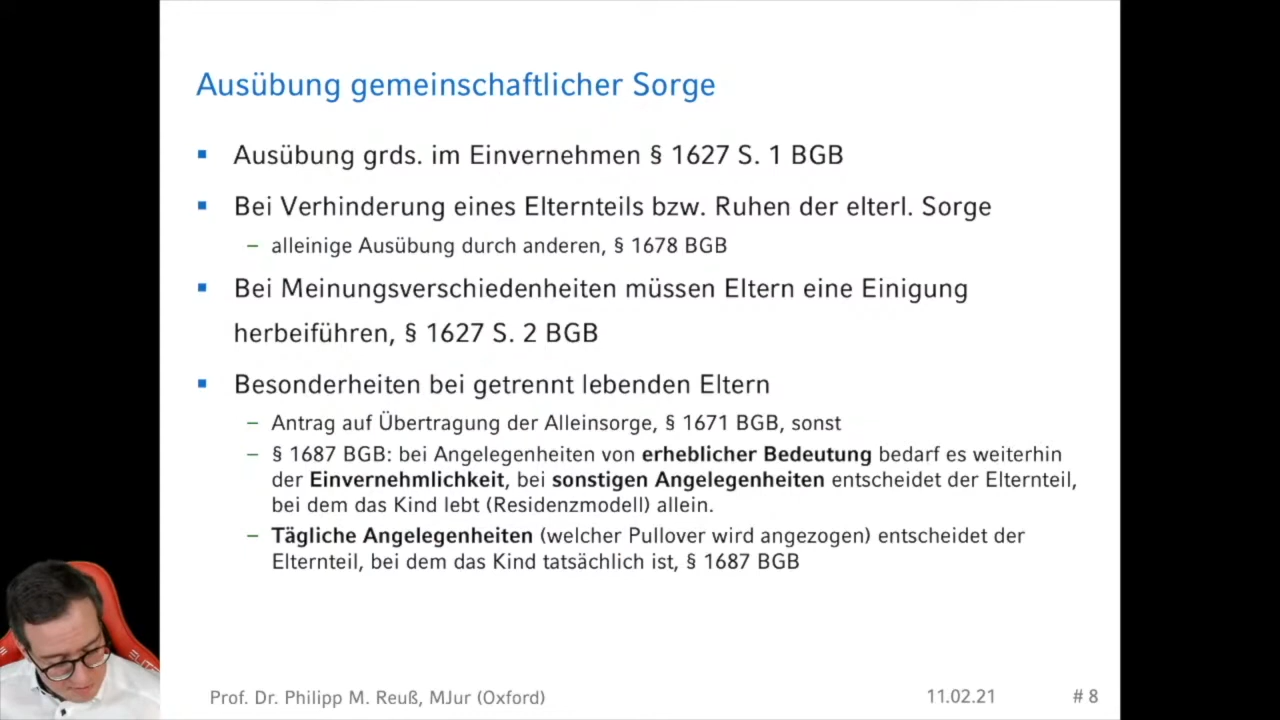 Ausübung gemeinschaftlicher Sorge
Ausübung grds. im Einvernehmen § 1627 S. 1 BGB
Bei Verhinderung eines Elternteils bzw. Ruhen der elterl. Sorge
– alleinige Ausübung durch anderen, § 1678 BGB
Bei Meinungsverschiedenheiten müssen Eltern eine Einigung
herbeiführen, § 1627 S. 2 BGB
Besonderheiten bei getrennt lebenden Eltern
– Antrag auf Übertragung der Alleinsorge, § 1671 BGB, sonst
– § 1687 BGB: bei Angelegenheiten von erheblicher Bedeutung bedarf es weiterhin
der Einvernehmlichkeit, bei sonstigen Angelegenheiten entscheidet der Elternteil,
bei dem das Kind lebt (Residenzmodell) allein.
– Tägliche Angelegenheiten (welcher Pullover wird angezogen) entscheidet der
Elternteil, bei dem das Kind tatsächlich ist, § 1687 BGB
Prof. Dr. Philipp M. Reuß, MJur (Oxford)
11.02.21
# 8